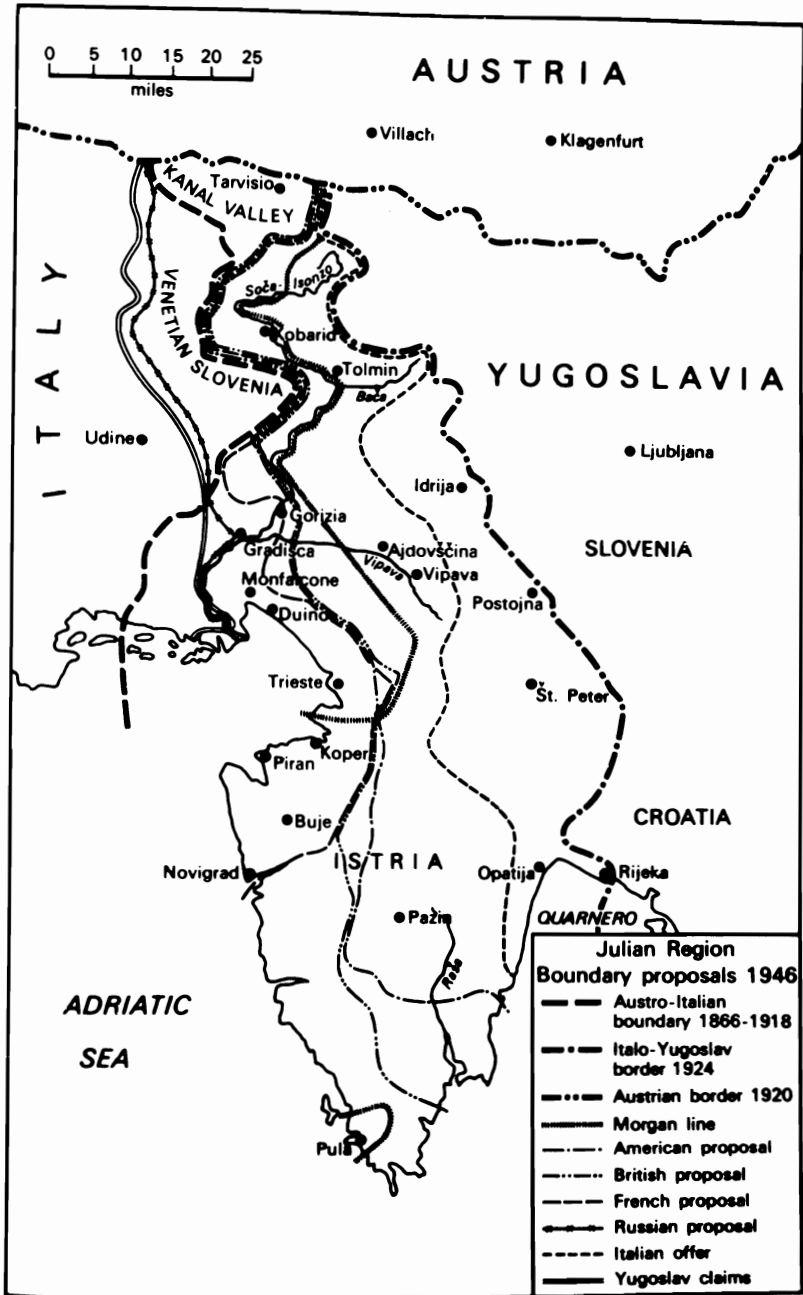 0 5 10 15 20 25
miles
AUSTRIA
Villach
Klagenfurt
Tarvisio
KANAL VALLEY
ITALY
VENETIAN SLOVENIA
Soča-Isonzo
Kobarid
Tolmin
Bača
YUGOSLAVIA
Udine
Ljubljana
Idrija
Gorizia
Gradisca
Ajdovščina
SLOVENIA
Vipava
Vipava
Monfalcone
Duino
Postojna
Trieste
Št. Peter
Koper
Piran
Buje
CROATIA
Novigrad
ISTRIA
Opatija
Rijeka
Pazin
QUARNERO
Raša
ADRIATIC
SEA
Pula
Julian Region
Boundary proposals 1946
Austro-Italian
boundary 1866-1918
Italo-Yugoslav
border 1924
Austrian border 1920
Morgan line
American proposal
British proposal
French proposal
Russian proposal
Italian offer
Yugoslav claims